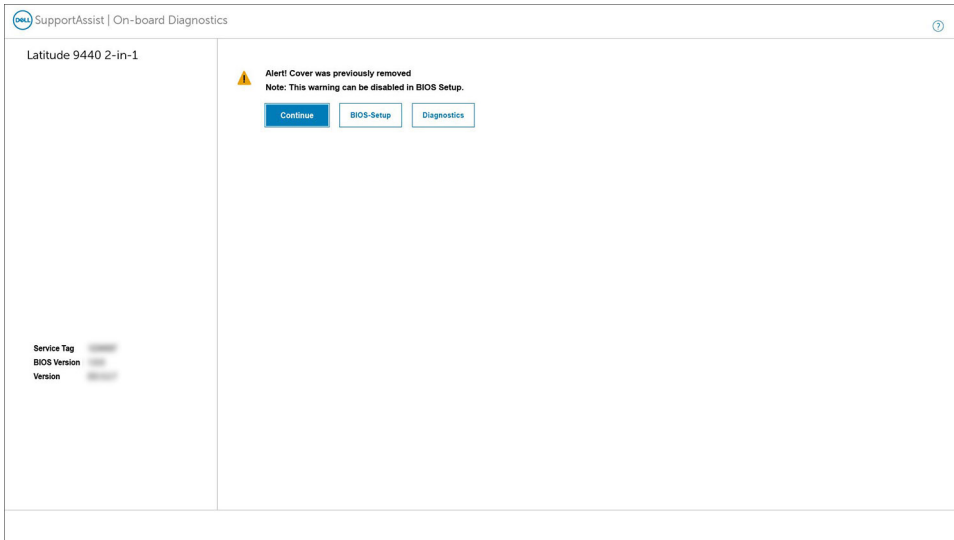 DELL SupportAssist | On-board Diagnostics
?
Latitude 9440 2-in-1
Alert! Cover was previously removed
Note: This warning can be disabled in BIOS Setup.
Continue BIOS-Setup Diagnostics
Service Tag
BIOS Version
Version